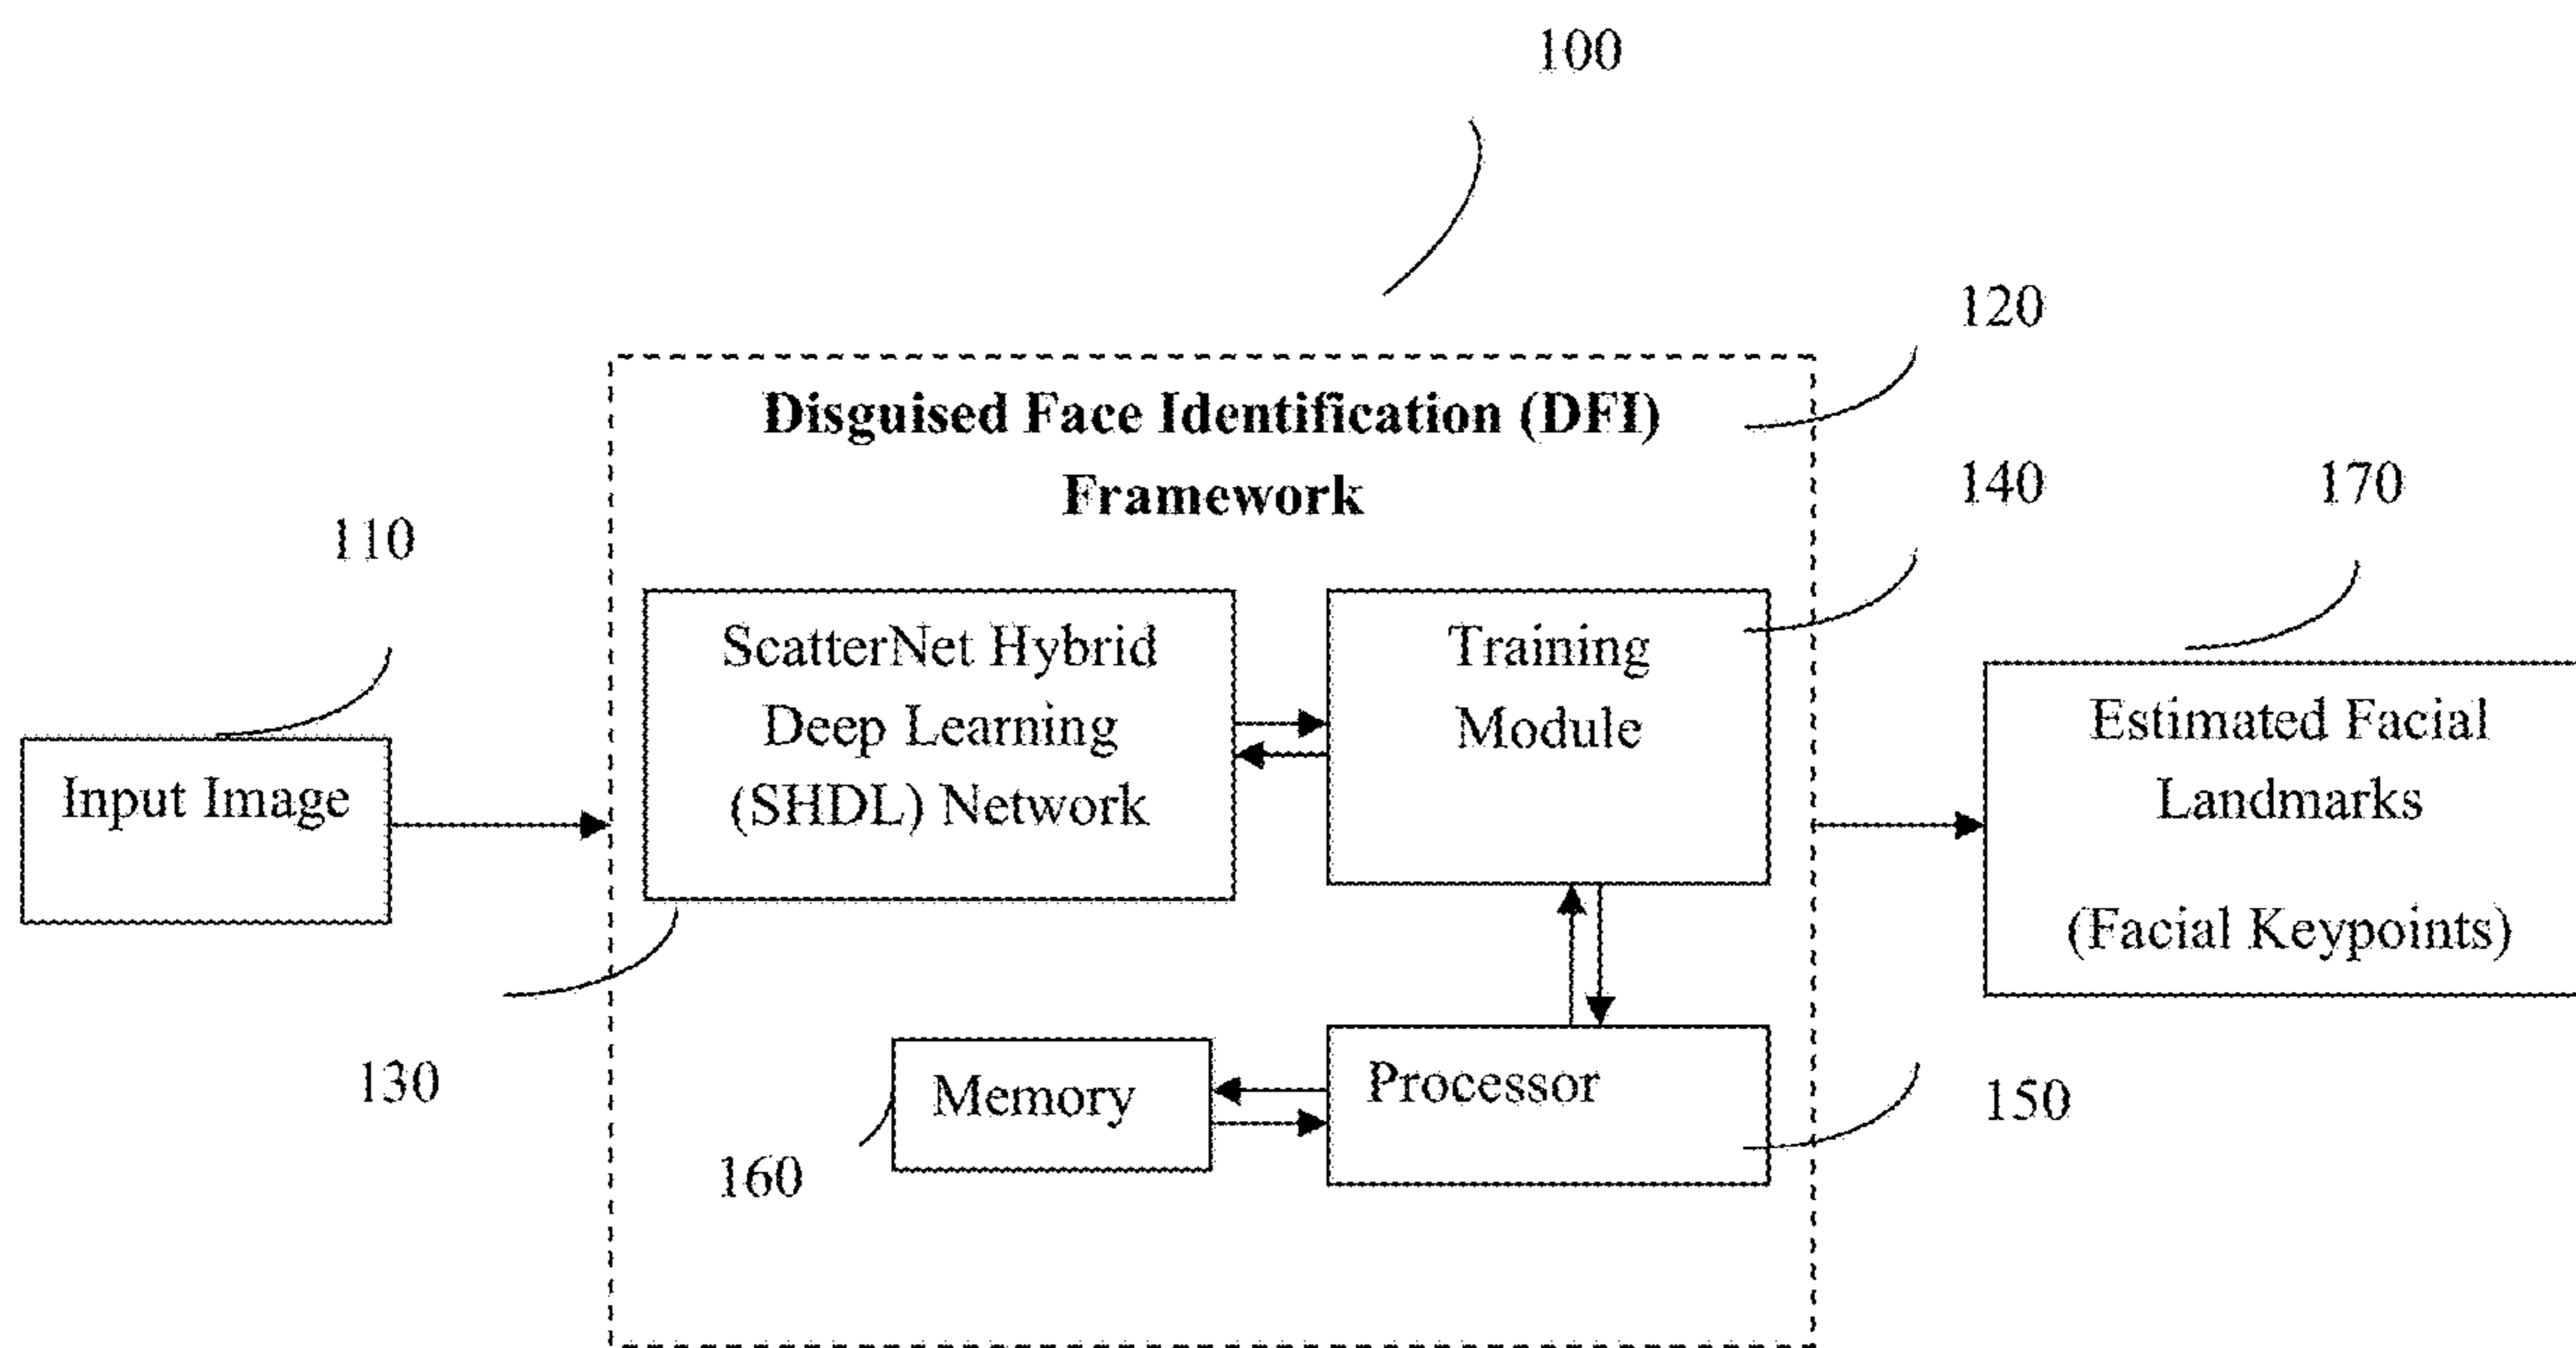 100
120
Disguised Face Identification (DFI)
Framework
140
170
110
ScatterNet Hybrid
Deep Learning
(SHDL) Network
Training
Module
Input Image
Estimated Facial
Landmarks
(Facial Keypoints)
130
Memory
Processor
150
160